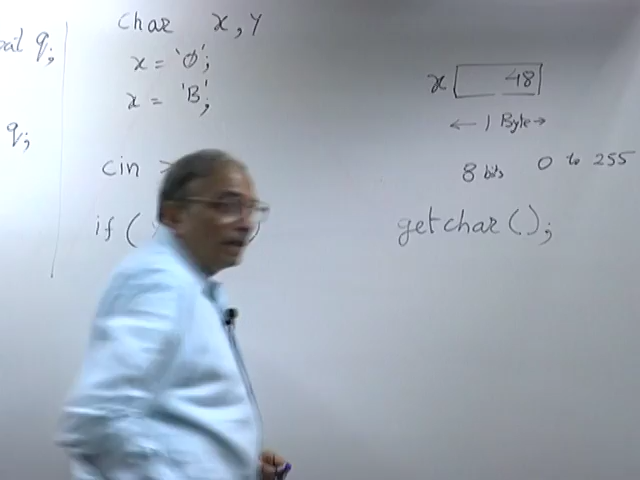 q;
q;
char x, y
x = '0';
x = 'B';
cin >
if (
)
x 48
← 1 Byte →
8 bits 0 to 255
getchar();